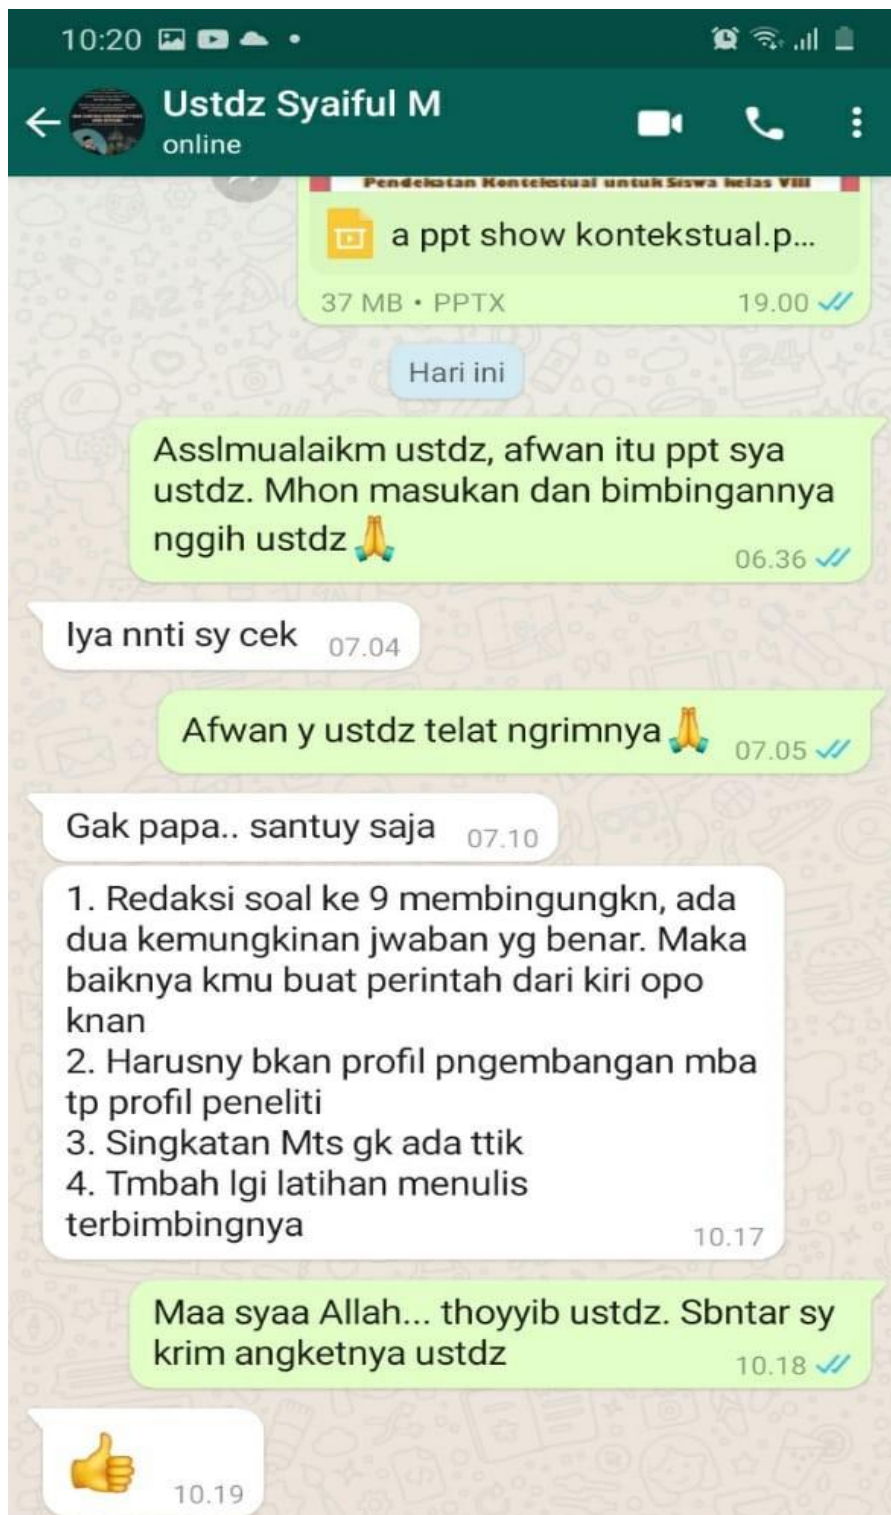 10:20
Ustdz Syaiful M
online
Pendekatan Kontekstual untuk Siswa kelas VIII
a ppt show kontekstual.p...
37 MB • PPTX 19.00
Hari ini
Asslmualaikm ustdz, afwan itu ppt sya
ustdz. Mhon masukan dan bimbingannya
nggih ustdz🙏
06.36
Iya nnti sy cek 07.04
Afwan y ustdz telat ngrimnya🙏 07.05
Gak papa.. santuy saja 07.10
1. Redaksi soal ke 9 membingungkn, ada
dua kemungkinan jwaban yg benar. Maka
baiknya kmu buat perintah dari kiri opo
knan
2. Harusny bkan profil pngembangan mba
tp profil peneliti
3. Singkatan Mts gk ada ttik
4. Tmbah lgi latihan menulis
terbimbingnya
10.17
Maa syaa Allah... thoyyib ustdz. Sbntar sy
krim angketnya ustdz
10.18
👍 10.19